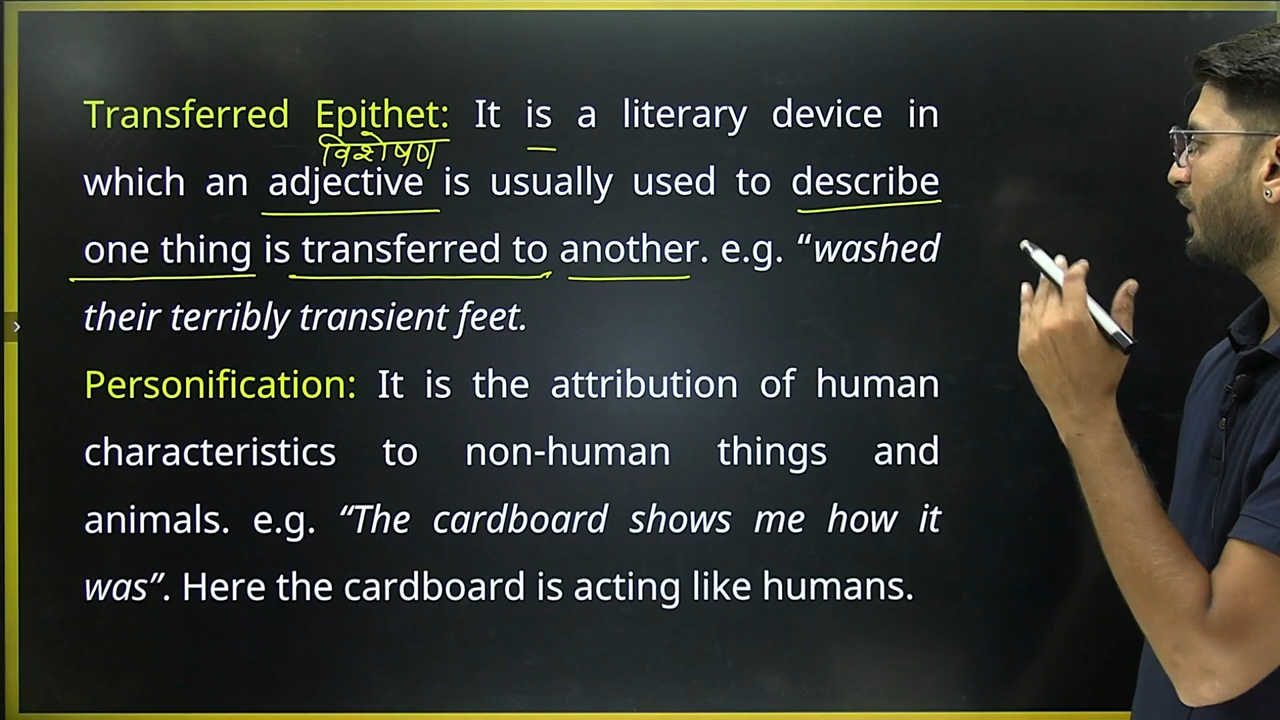 Transferred Epithet: It is a literary device in
विशेषण
which an adjective is usually used to describe
one thing is transferred to another. e.g. “washed
their terribly transient feet.
Personification: It is the attribution of human
characteristics to non-human things and
animals. e.g. “The cardboard shows me how it
was”. Here the cardboard is acting like humans.